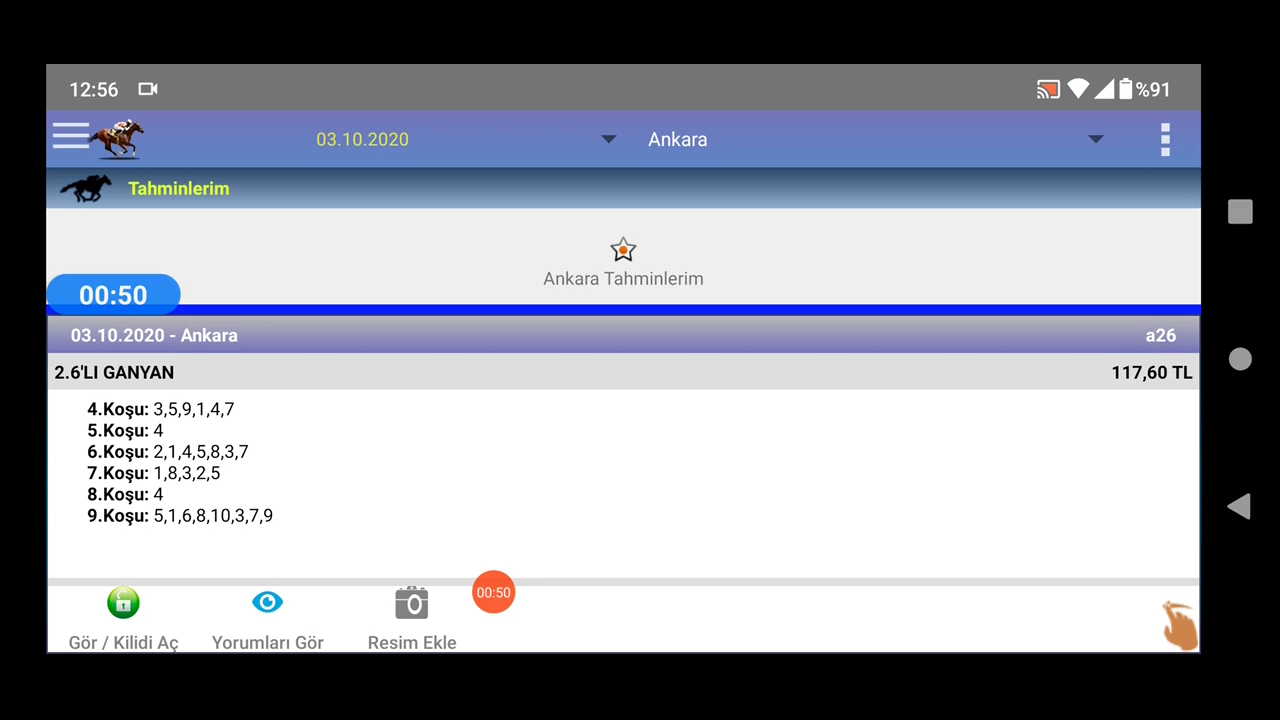 12:56 %91
03.10.2020 Ankara
Tahminlerim
Ankara Tahminlerim
00:50
03.10.2020 - Ankara a26
2.6'LI GANYAN 117,60 TL
4.Koşu: 3,5,9,1,4,7
5.Koşu: 4
6.Koşu: 2,1,4,5,8,3,7
7.Koşu: 1,8,3,2,5
8.Koşu: 4
9.Koşu: 5,1,6,8,10,3,7,9
00:50
Gör / Kilidi Aç Yorumları Gör Resim Ekle